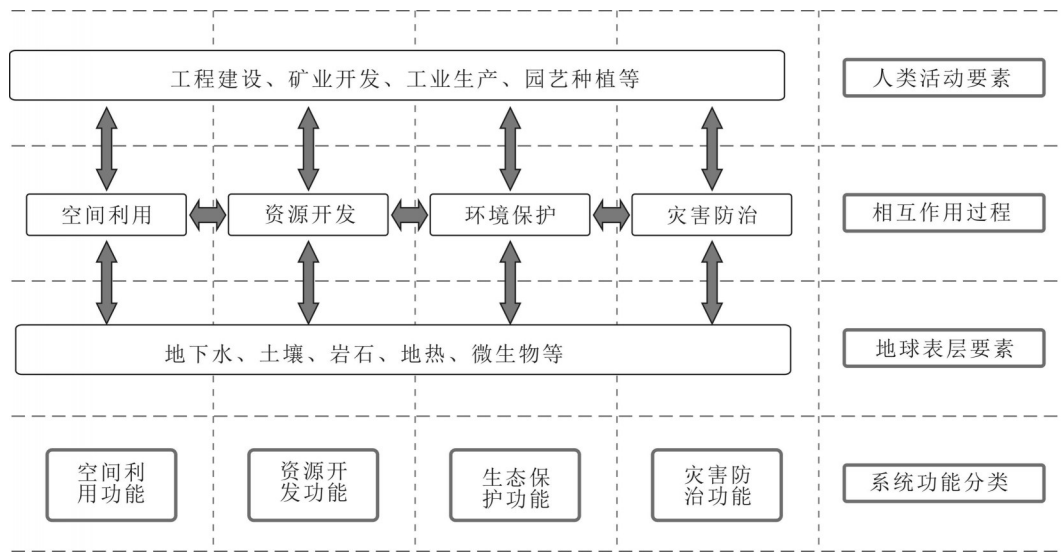 工程建设、矿业开发、工业生产、园艺种植等
人类活动要素
空间利用
资源开发
环境保护
灾害防治
相互作用过程
地下水、土壤、岩石、地热、微生物等
地球表层要素
空间利
用功能
资源开
发功能
生态保
护功能
灾害防
治功能
系统功能分类